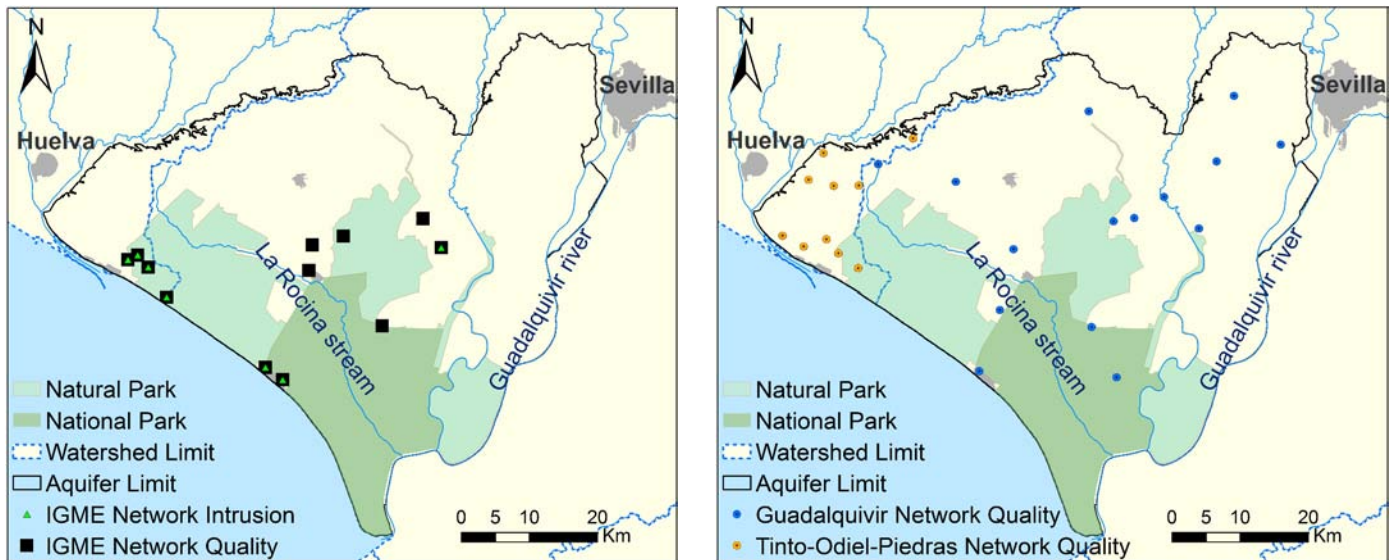 N
Sevilla
Huelva
La Rocina stream
Guadalquivir river
Natural Park
National Park
Watershed Limit
Aquifer Limit
IGME Network Intrusion
IGME Network Quality
0 5 10 20
Km
N
Sevilla
Huelva
La Rocina stream
Guadalquivir river
Natural Park
National Park
Watershed Limit
Aquifer Limit
Guadalquivir Network Quality
Tinto-Odiel-Piedras Network Quality
0 5 10 20
Km